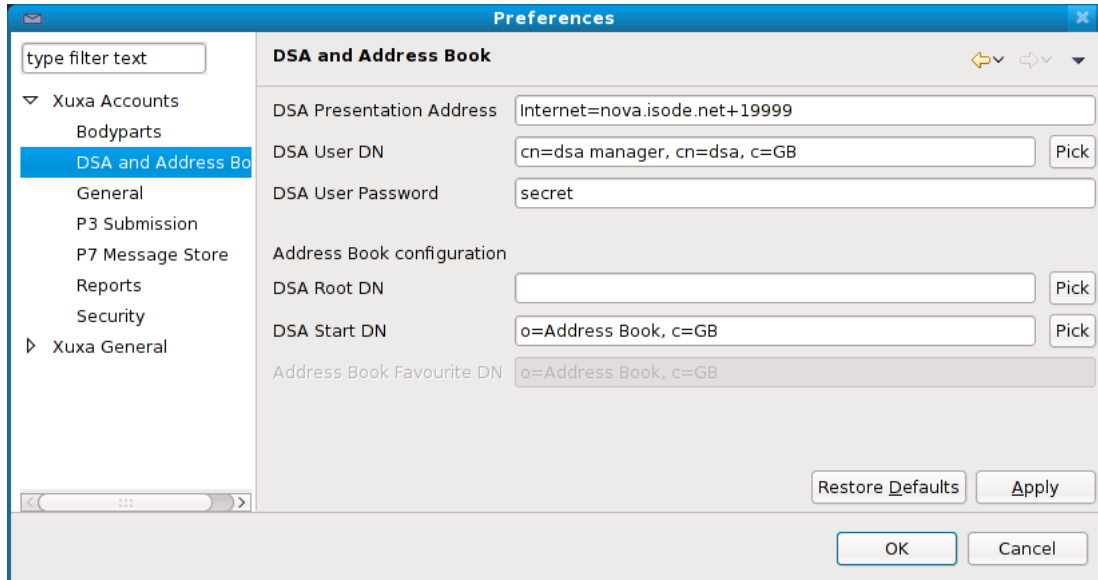 Preferences
type filter text
DSA and Address Book
Xuxa Accounts
Bodyparts
DSA and Address Bo
General
P3 Submission
P7 Message Store
Reports
Security
Xuxa General
DSA Presentation Address Internet=nova.isode.net+19999
DSA User DN cn=dsa manager, cn=dsa, c=GB Pick
DSA User Password secret
Address Book configuration
DSA Root DN Pick
DSA Start DN o=Address Book, c=GB Pick
Address Book Favourite DN o=Address Book, c=GB
Restore Defaults Apply
OK Cancel